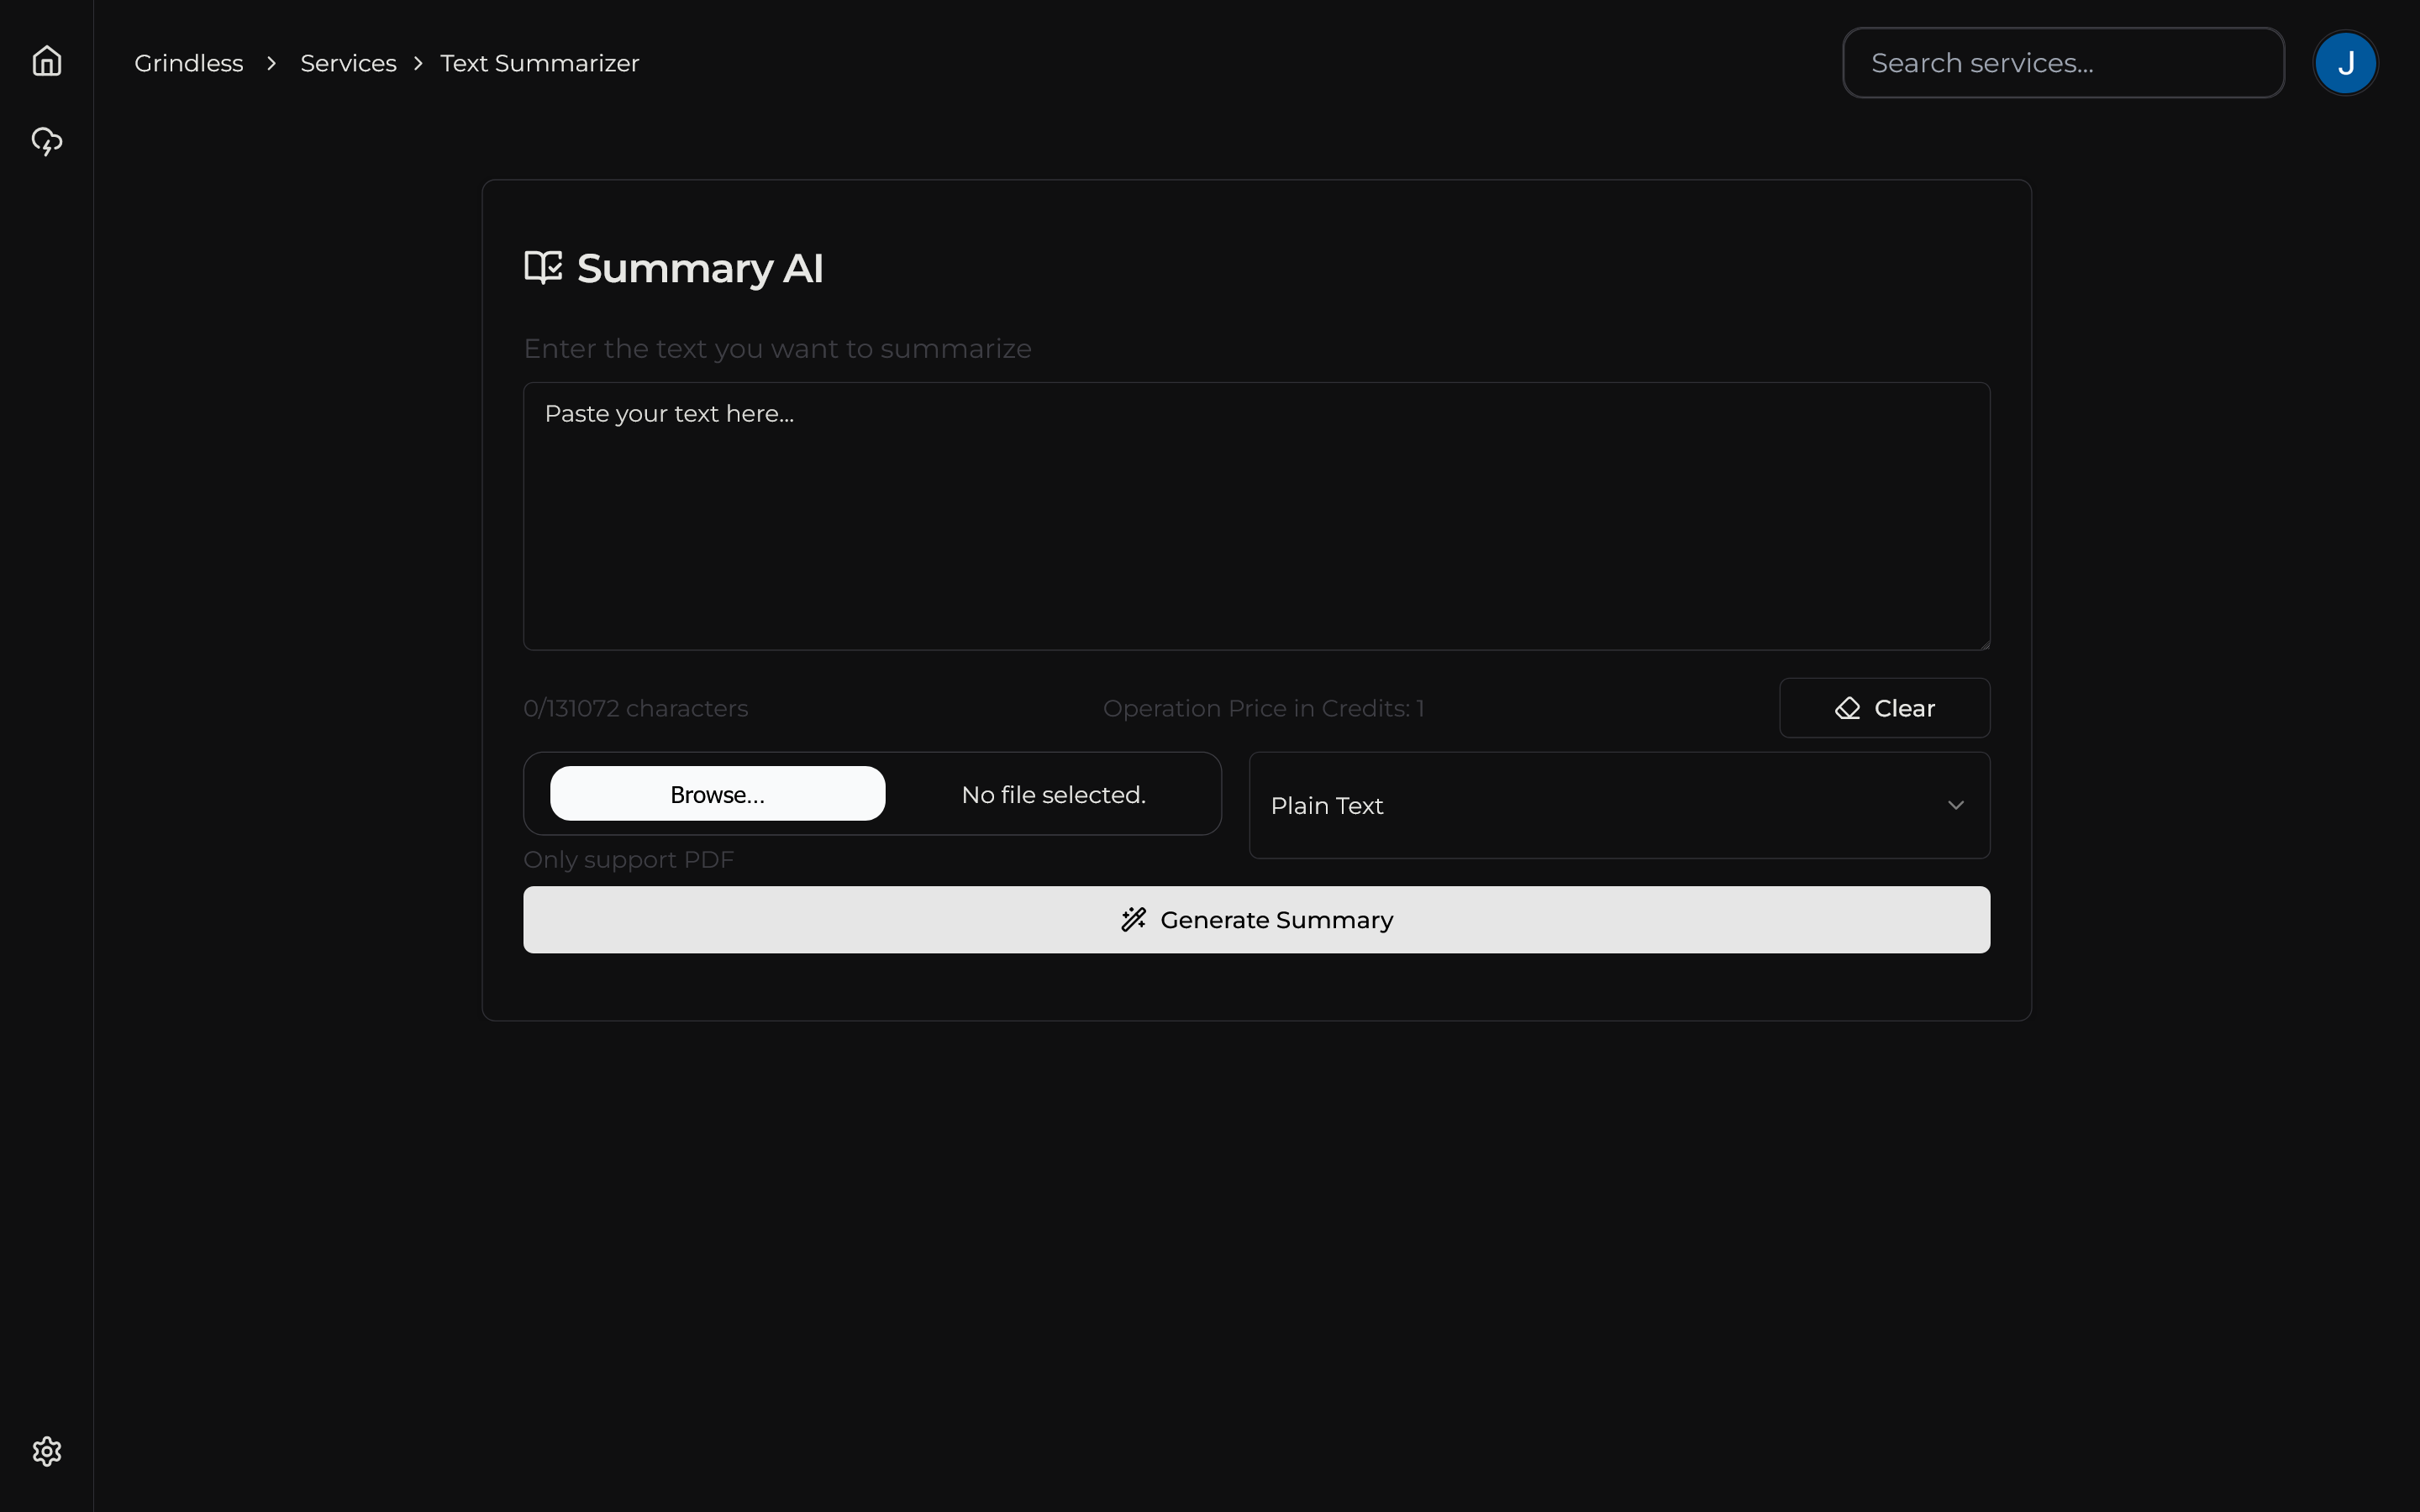 Grindless > Services > Text Summarizer
Search services...
J
Summary AI
Enter the text you want to summarize
Paste your text here...
0/131072 characters
Operation Price in Credits: 1
Clear
Browse...
No file selected.
Plain Text
Only support PDF
Generate Summary